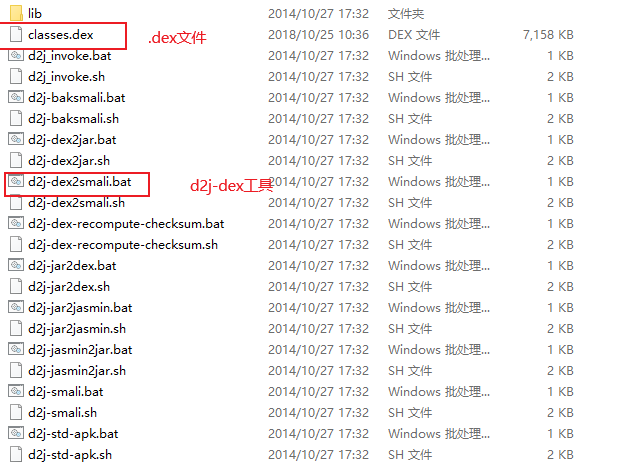 lib 2014/10/27 17:32 文件夹
classes.dex .dex文件 2018/10/25 10:36 DEX 文件 7,158 KB
d2j_invoke.bat 2014/10/27 17:32 Windows 批处理... 1 KB
d2j_invoke.sh 2014/10/27 17:32 SH 文件 2 KB
d2j-baksmali.bat 2014/10/27 17:32 Windows 批处理... 1 KB
d2j-baksmali.sh 2014/10/27 17:32 SH 文件 2 KB
d2j-dex2jar.bat 2014/10/27 17:32 Windows 批处理... 1 KB
d2j-dex2jar.sh 2014/10/27 17:32 SH 文件 2 KB
d2j-dex2smali.bat d2j-dex工具 2014/10/27 17:32 Windows 批处理... 1 KB
d2j-dex2smali.sh 2014/10/27 17:32 SH 文件 2 KB
d2j-dex-recompute-checksum.bat 2014/10/27 17:32 Windows 批处理... 1 KB
d2j-dex-recompute-checksum.sh 2014/10/27 17:32 SH 文件 2 KB
d2j-jar2dex.bat 2014/10/27 17:32 Windows 批处理... 1 KB
d2j-dex.sh 2014/10/27 17:32 SH 文件 2 KB
d2j-jar2jasmin.bat 2014/10/27 17:32 Windows 批处理... 1 KB
d2j-jar2jasmin.sh 2014/10/27 17:32 SH 文件 2 KB
d2j-jasmin2jar.bat 2014/10/27 17:32 Windows 批处理... 1 KB
d2j-jasmin2jar.sh 2014/10/27 17:32 SH 文件 2 KB
d2j-smali.bat 2014/10/27 17:32 Windows 批处理... 1 KB
d2j-smali.sh 2014/10/27 17:32 SH 文件 2 KB
d2j-std-apk.bat 2014/10/27 17:32 Windows 批处理... 1 KB
d2j-std-apk.sh 2014/10/27 17:32 SH 文件 2 KB